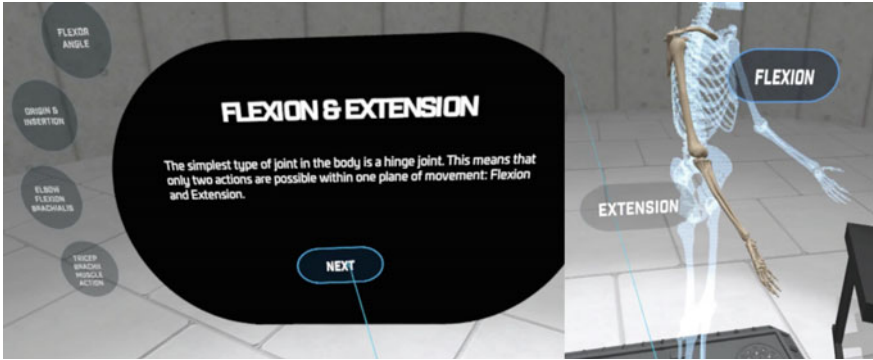 FLEXOR
ANGLE
ORIGIN &
INSERTION
ELBOW
FLEXION
BRACHIALIS
TRICEP
BRACHII
MUSCLE
ACTION
FLEXION & EXTENSION
The simplest type of joint in the body is a hinge joint. This means that
only two actions are possible within one plane of movement: Flexion
and Extension.
NEXT
FLEXION
EXTENSION